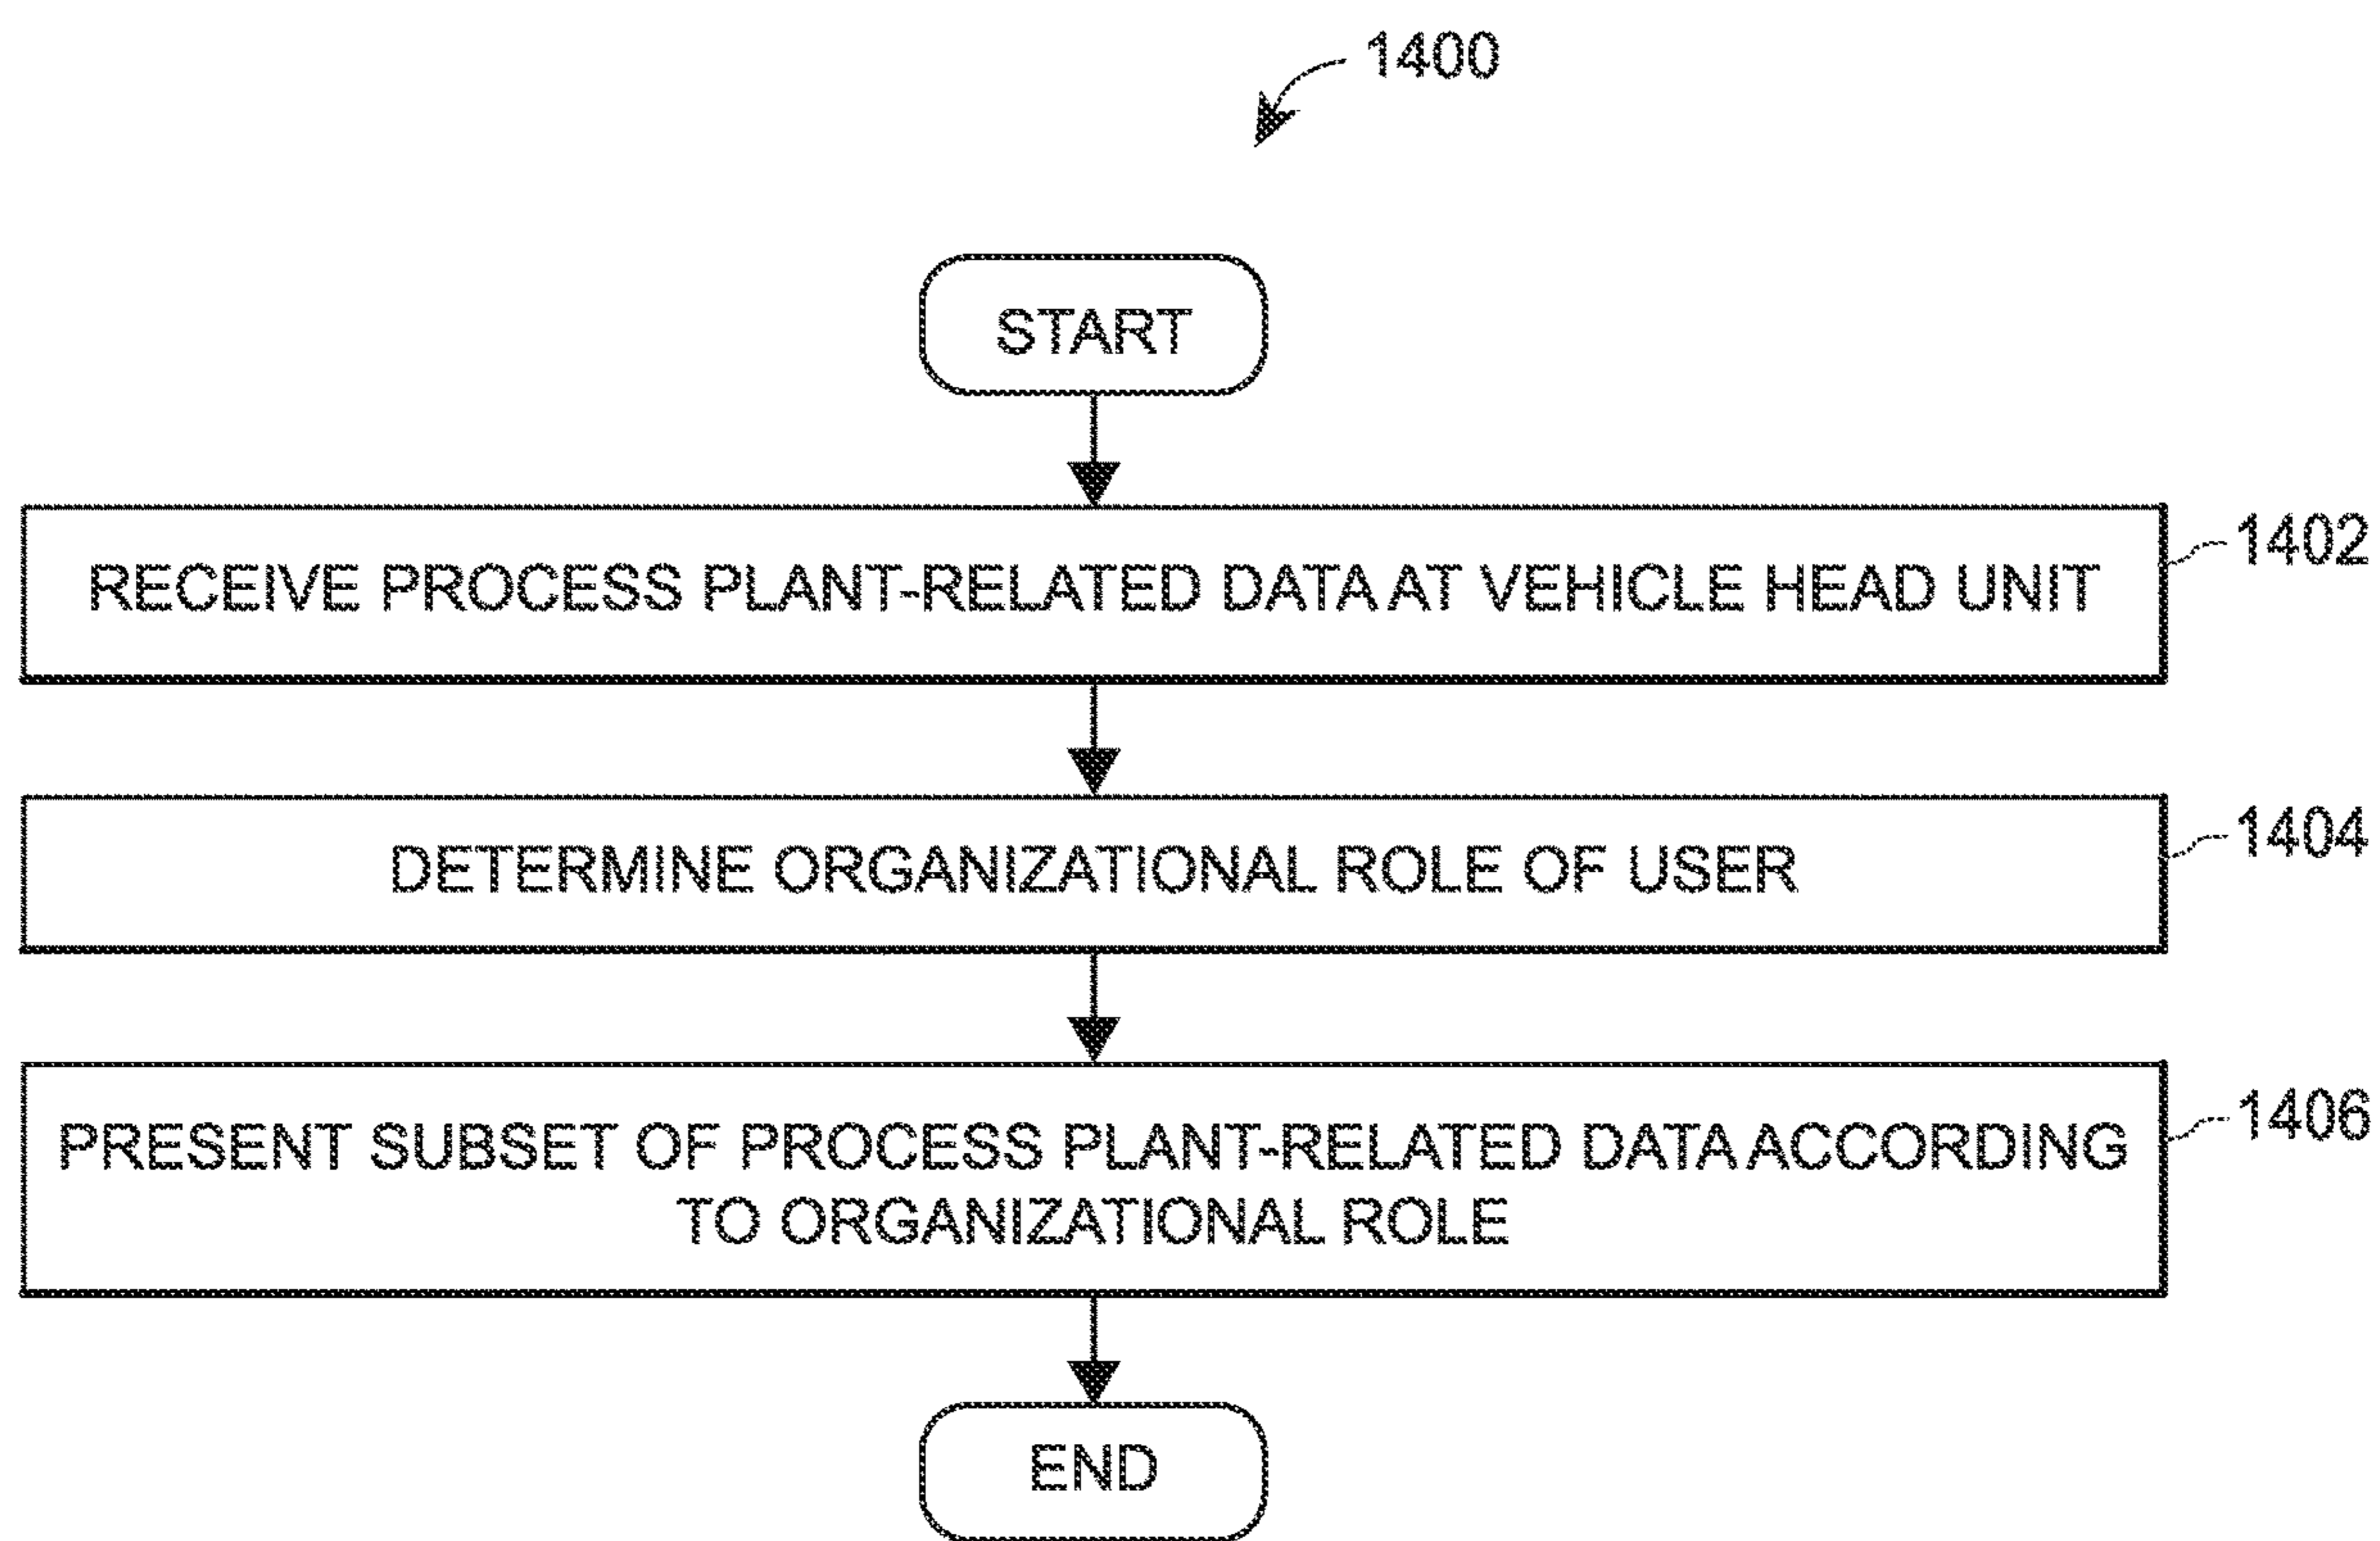 1400
START
RECEIVE PROCESS PLANT-RELATED DATA AT VEHICLE HEAD UNIT
1402
DETERMINE ORGANIZATIONAL ROLE OF USER
1404
PRESENT SUBSET OF PROCESS PLANT-RELATED DATA ACCORDING
TO ORGANIZATIONAL ROLE
1406
END